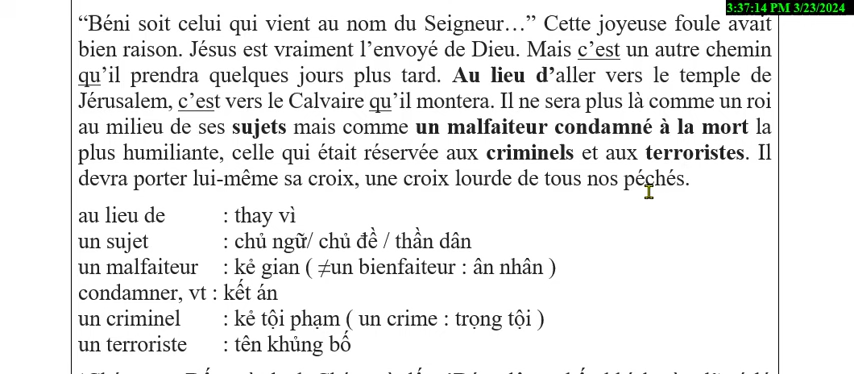 3:37:14 PM 3/23/2024
“Béni soit celui qui vient au nom du Seigneur…” Cette joyeuse foule avait
bien raison. Jésus est vraiment l’envoyé de Dieu. Mais c’est un autre chemin
qu’il prendra quelques jours plus tard. Au lieu d’aller vers le temple de
Jérusalem, c’est vers le Calvaire qu’il montera. Il ne sera plus là comme un roi
au milieu de ses sujets mais comme un malfaiteur condamné à la mort la
plus humiliante, celle qui était réservée aux criminels et aux terroristes. Il
devra porter lui-même sa croix, une croix lourde de tous nos péchés.
au lieu de : thay vì
un sujet : chủ ngữ/ chủ đề / thần dân
un malfaiteur : kẻ gian ( ≠un bienfaiteur : ân nhân )
condamner, vt : kết án
un criminel : kẻ tội phạm ( un crime : trọng tội )
un terroriste : tên khủng bố